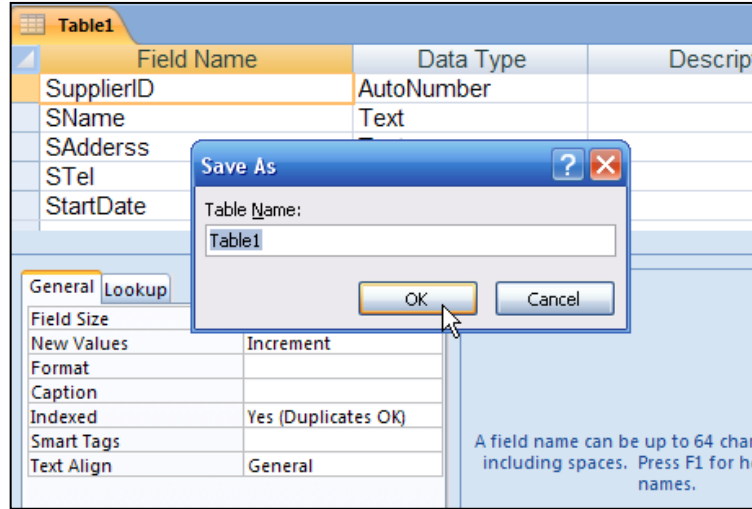 Table1
Field Name Data Type Descrip
SupplierID AutoNumber
SName Text
SAdderss
STel
StartDate
Save As
Table Name:
Table1
OK Cancel
General Lookup
Field Size
New Values Increment
Format
Caption
Indexed Yes (Duplicates OK)
Smart Tags
Text Align General
A field name can be up to 64 char
including spaces. Press F1 for h
names.